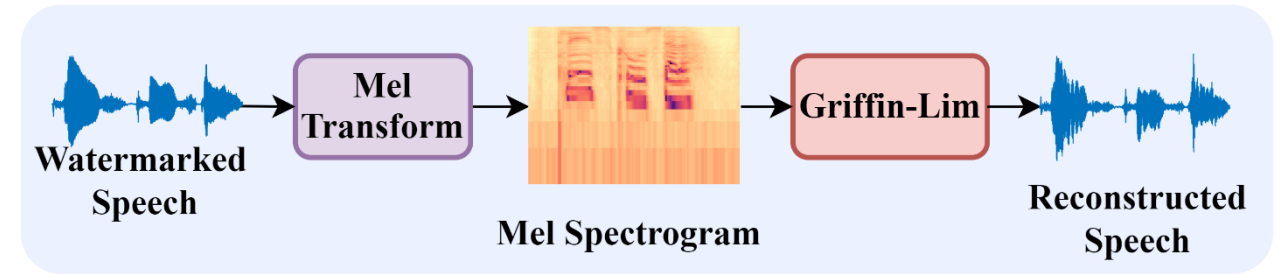 Watermarked
Speech
Mel
Transform
Mel Spectrogram
Griffin-Lim
Reconstructed
Speech